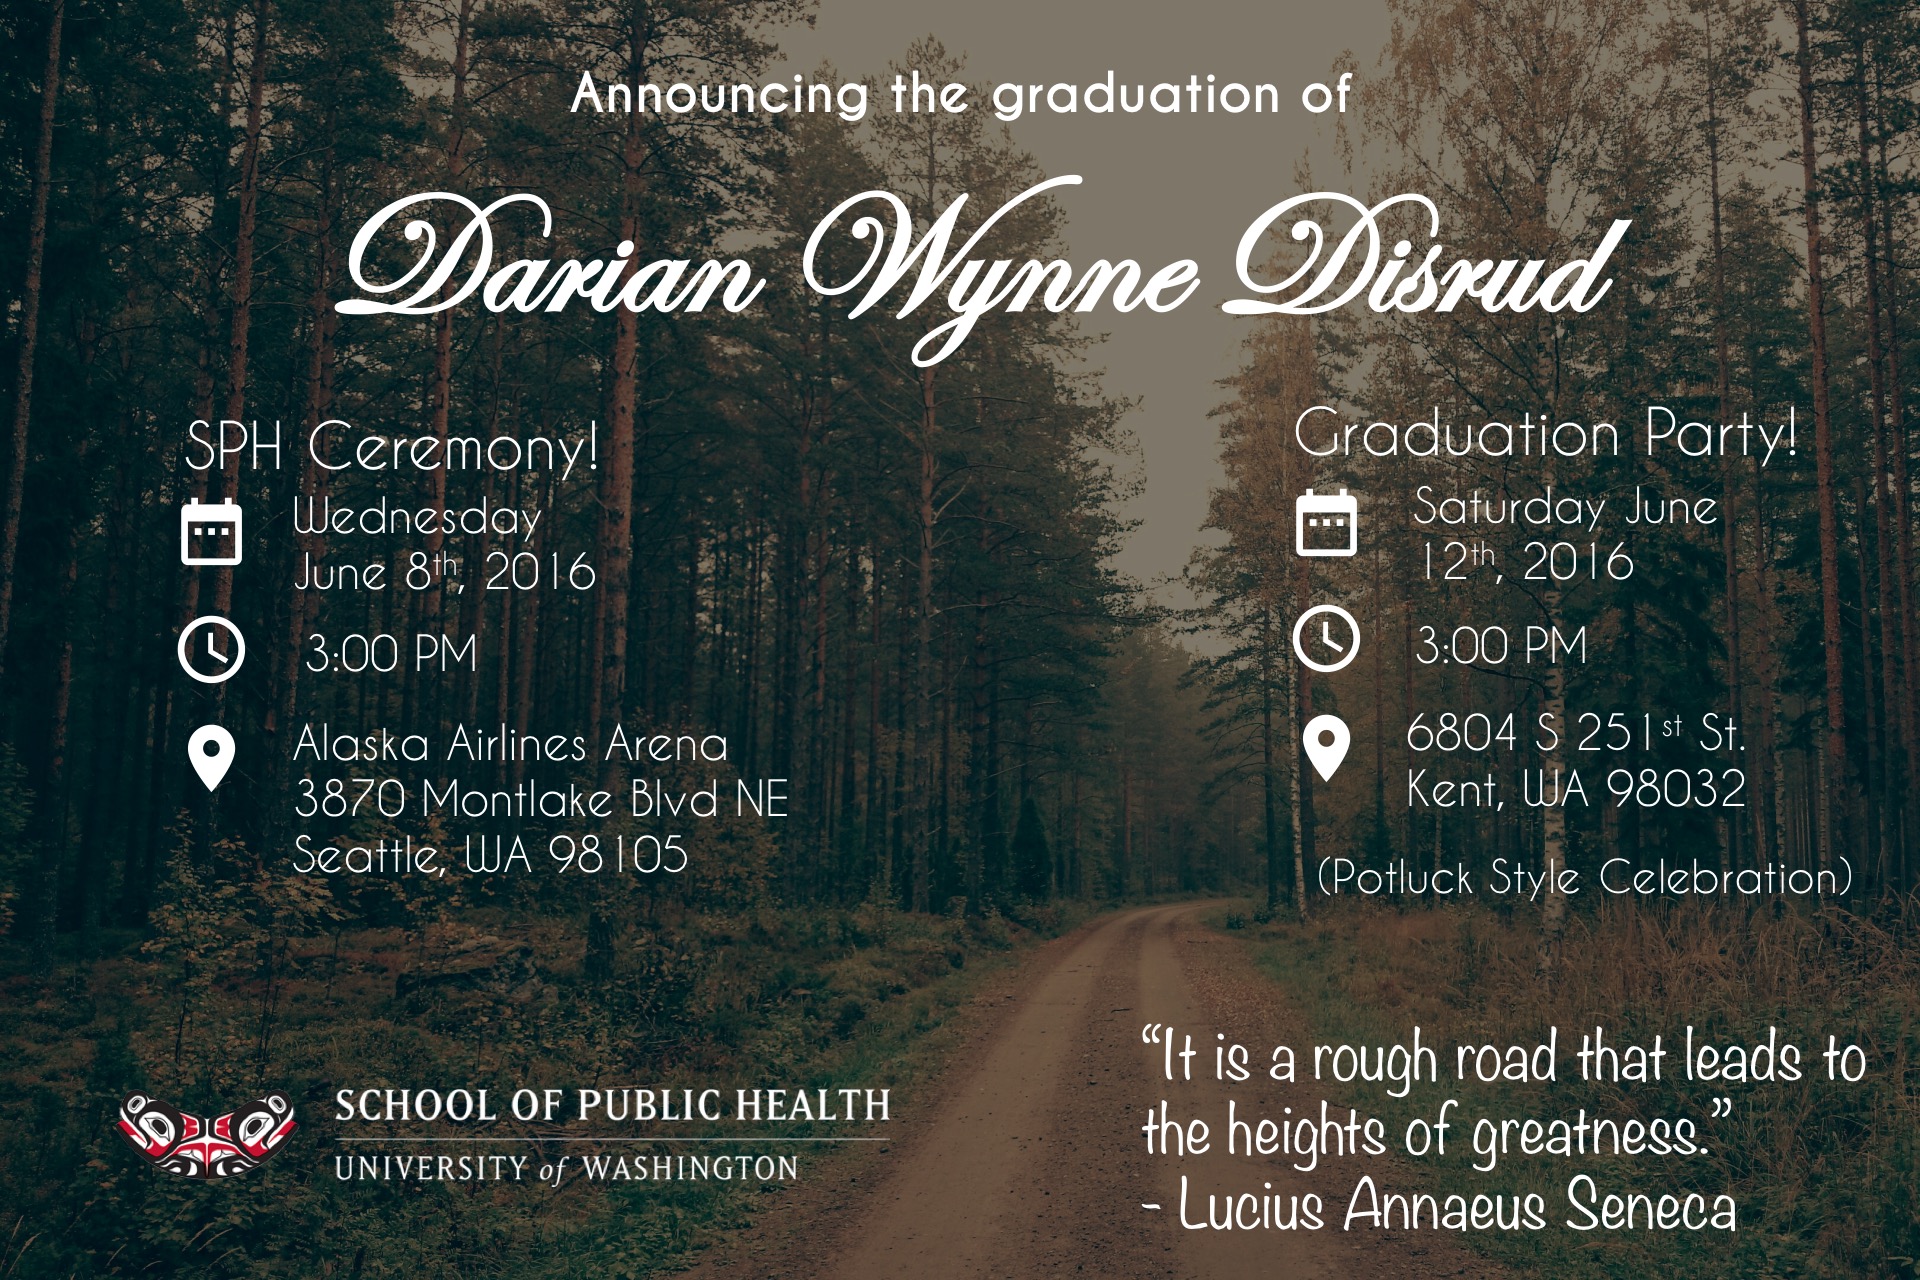 Announcing the graduation of
Darian Wynne Disrud
SPH Ceremony!
Wednesday
June 8th, 2016
3:00 PM
Alaska Airlines Arena
3870 Montlake Blvd NE
Seattle, WA 98105
Graduation Party!
Saturday June
12th, 2016
3:00 PM
6804 S 251st St.
Kent, WA 98032
(Potluck Style Celebration)
SCHOOL OF PUBLIC HEALTH
UNIVERSITY of WASHINGTON
“It is a rough road that leads to
the heights of greatness.”
- Lucius Annaeus Seneca